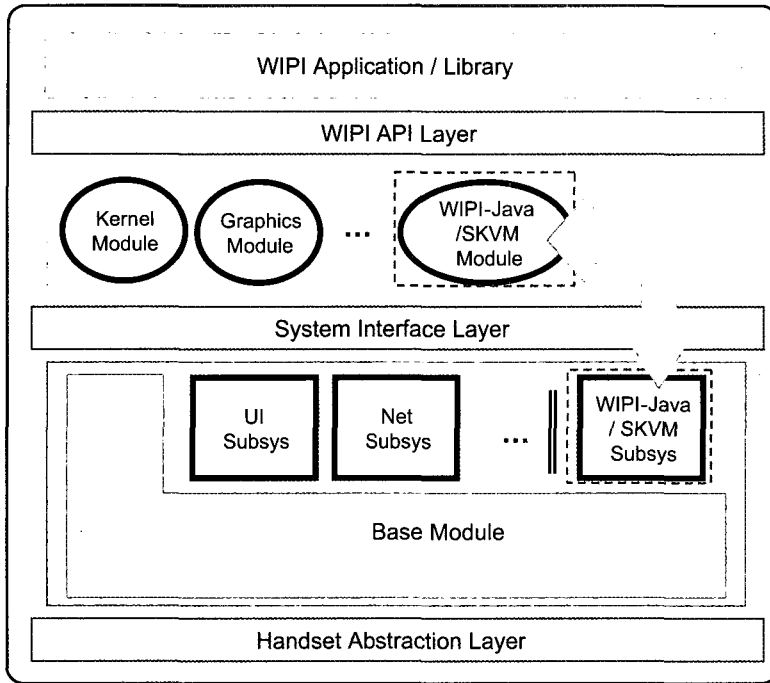 WIPI Application / Library
WIPI API Layer
Kernel
Module
Graphics
Module
...
WIPI-Java
/SKVM
Module
System Interface Layer
UI
Subsys
Net
Subsys
...
WIPI-Java
/ SKVM
Subsys
Base Module
Handset Abstraction Layer